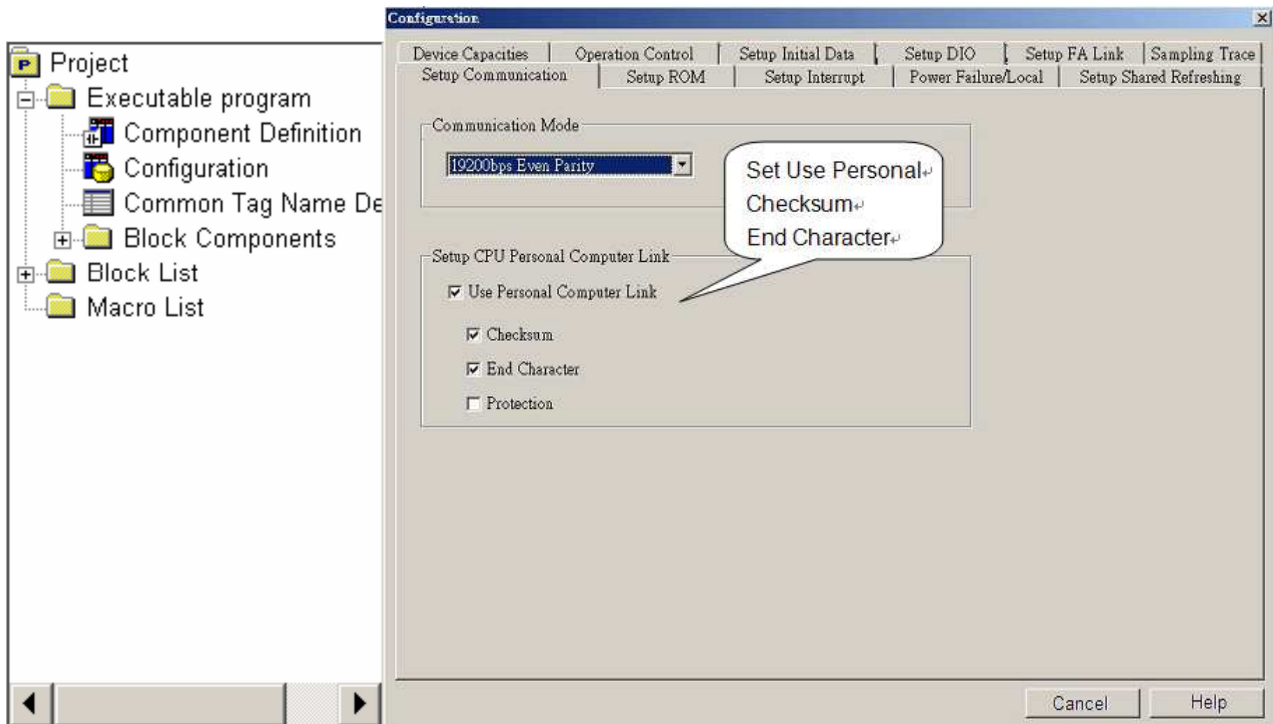 Project
Executable program
Component Definition
Configuration
Common Tag Name De
Block Components
Block List
Macro List
Configuration
Device Capacities
Operation Control
Setup Initial Data
Setup DIO
Setup FA Link
Sampling Trace
Setup Communication
Setup ROM
Setup Interrupt
Power Failure/Local
Setup Shared Refreshing
Communication Mode
19200bps Even Parity
Set Use Personal
Checksum
End Character
Setup CPU Personal Computer Link
Use Personal Computer Link
Checksum
End Character
Protection
Cancel
Help